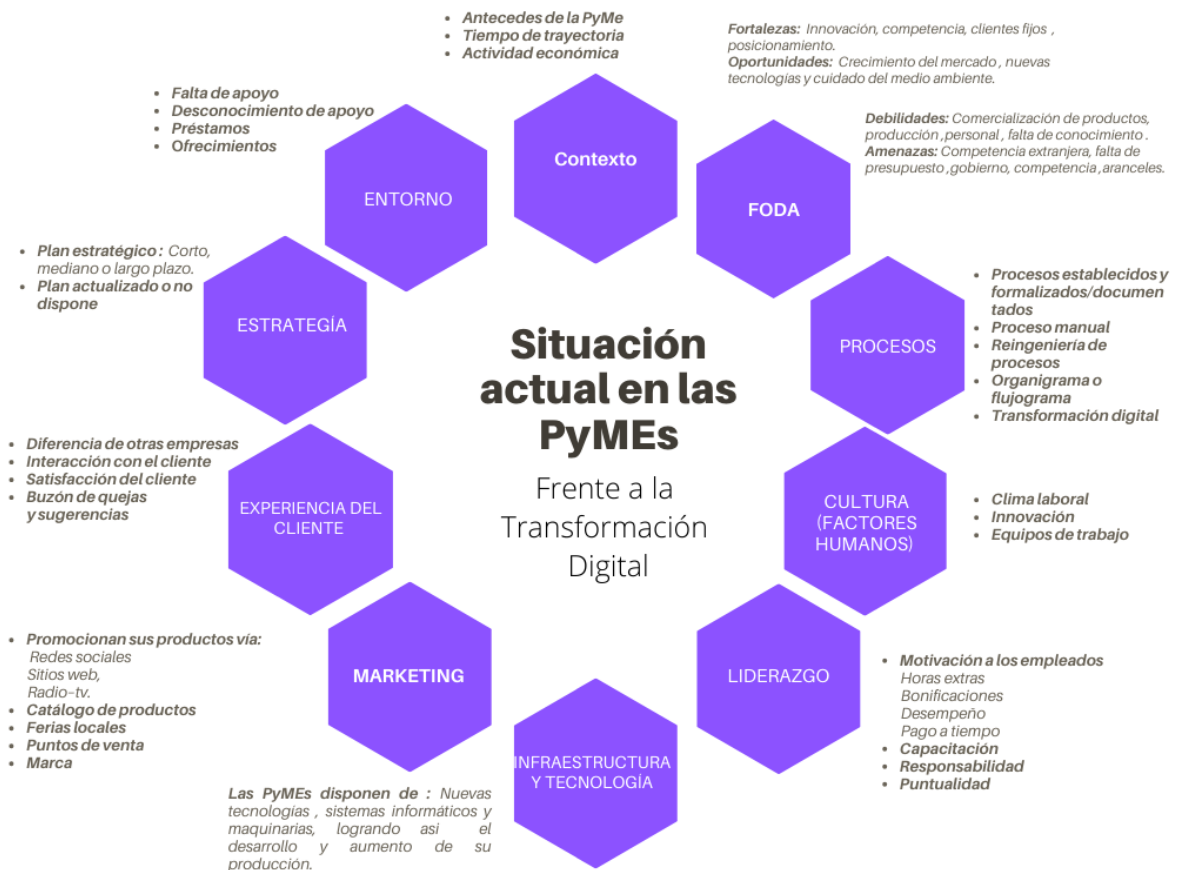 Antecedes de la PyMe
Tiempo de trayectoria
Actividad económica
Contexto
Fortalezas: Innovación, competencia, clientes fijos ,
posicionamiento.
Oportunidades: Crecimiento del mercado , nuevas
tecnologías y cuidado del medio ambiente.
Debilidades: Comercialización de productos,
producción ,personal , falta de conocimiento .
Amenazas: Competencia extranjera, falta de
presupuesto ,gobierno, competencia ,aranceles.
FODA
Procesos establecidos y
formalizados/documen
tados
Proceso manual
Reingeniería de
procesos
Organigrama o
flujograma
Transformación digital
PROCESOS
Clima laboral
Innovación
Equipos de trabajo
CULTURA
(FACTORES
HUMANOS)
Motivación a los empleados
Horas extras
Bonificaciones
Desempeño
Pago a tiempo
Capacitación
Responsabilidad
Puntualidad
LIDERAZGO
INFRAESTRUCTURA
Y TECNOLOGÍA
Las PyMEs disponen de : Nuevas
tecnologías , sistemas informáticos y
maquinarias, logrando asi el
desarrollo y aumento de su
producción.
MARKETING
Promocionan sus productos vía:
Redes sociales
Sitios web,
Radio-tv.
Catálogo de productos
Ferias locales
Puntos de venta
Marca
EXPERIENCIA DEL
CLIENTE
Diferencia de otras empresas
Interacción con el cliente
Satisfacción del cliente
Buzón de quejas
y sugerencias
ESTRATEGÍA
Plan estratégico : Corto,
mediano o largo plazo.
Plan actualizado o no
dispone
ENTORNO
Falta de apoyo
Desconocimiento de apoyo
Préstamos
Ofrecimientos
Situación
actual en las
PyMEs
Frente a la
Transformación
Digital